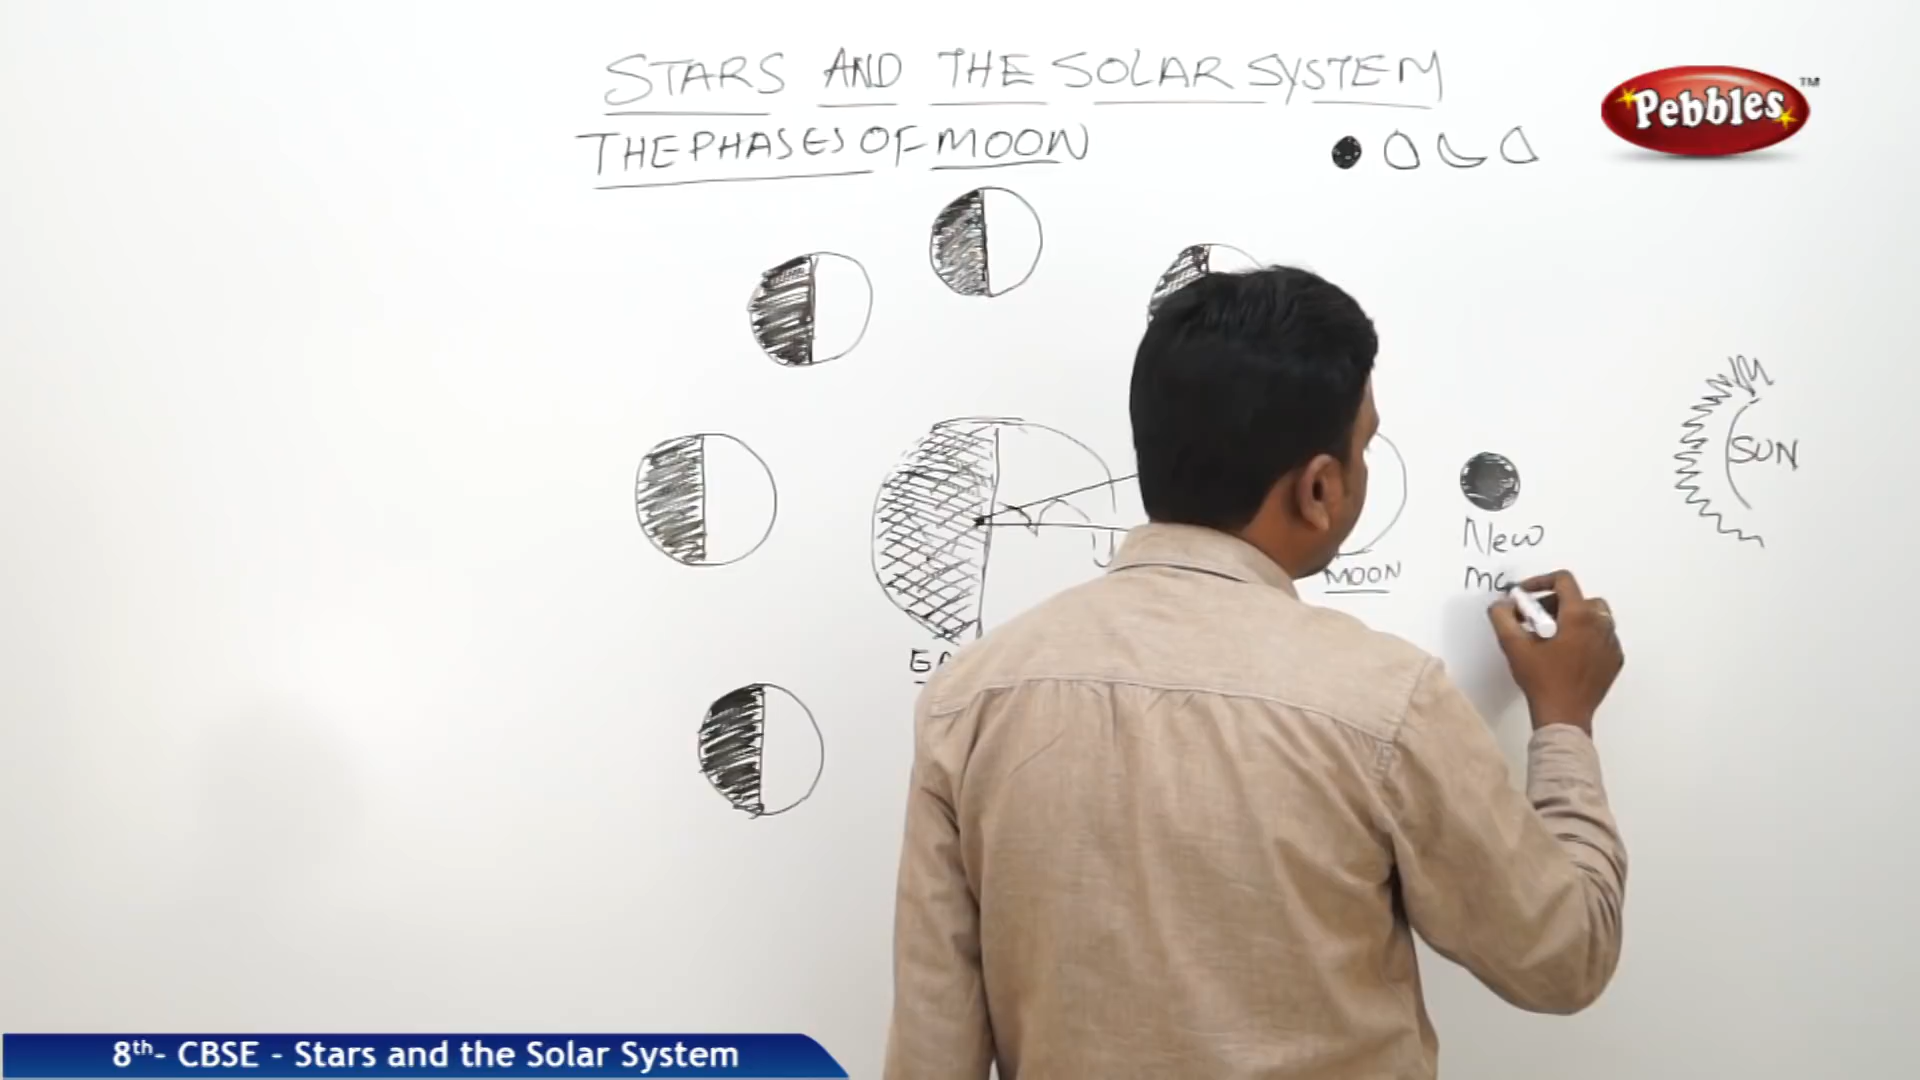 STARS AND THE SOLAR SYSTEM
THE PHASES OF MOON
Pebbles™
SUN
New
MOON
8th- CBSE - Stars and the Solar System